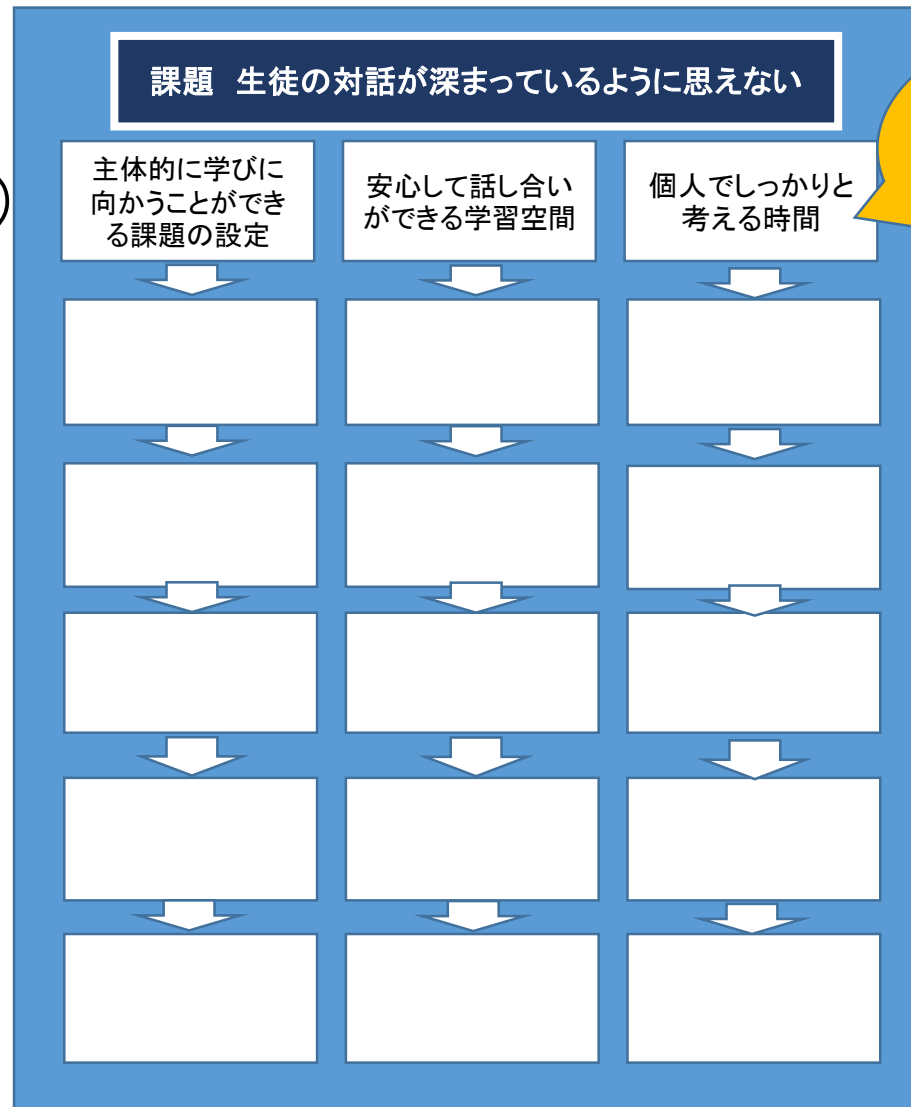 課題 生徒の対話が深まっているように思えない
主体的に学びに
向かうことができ
る課題の設定
安心して話し合い
ができる学習空間
個人でしっかりと
考える時間